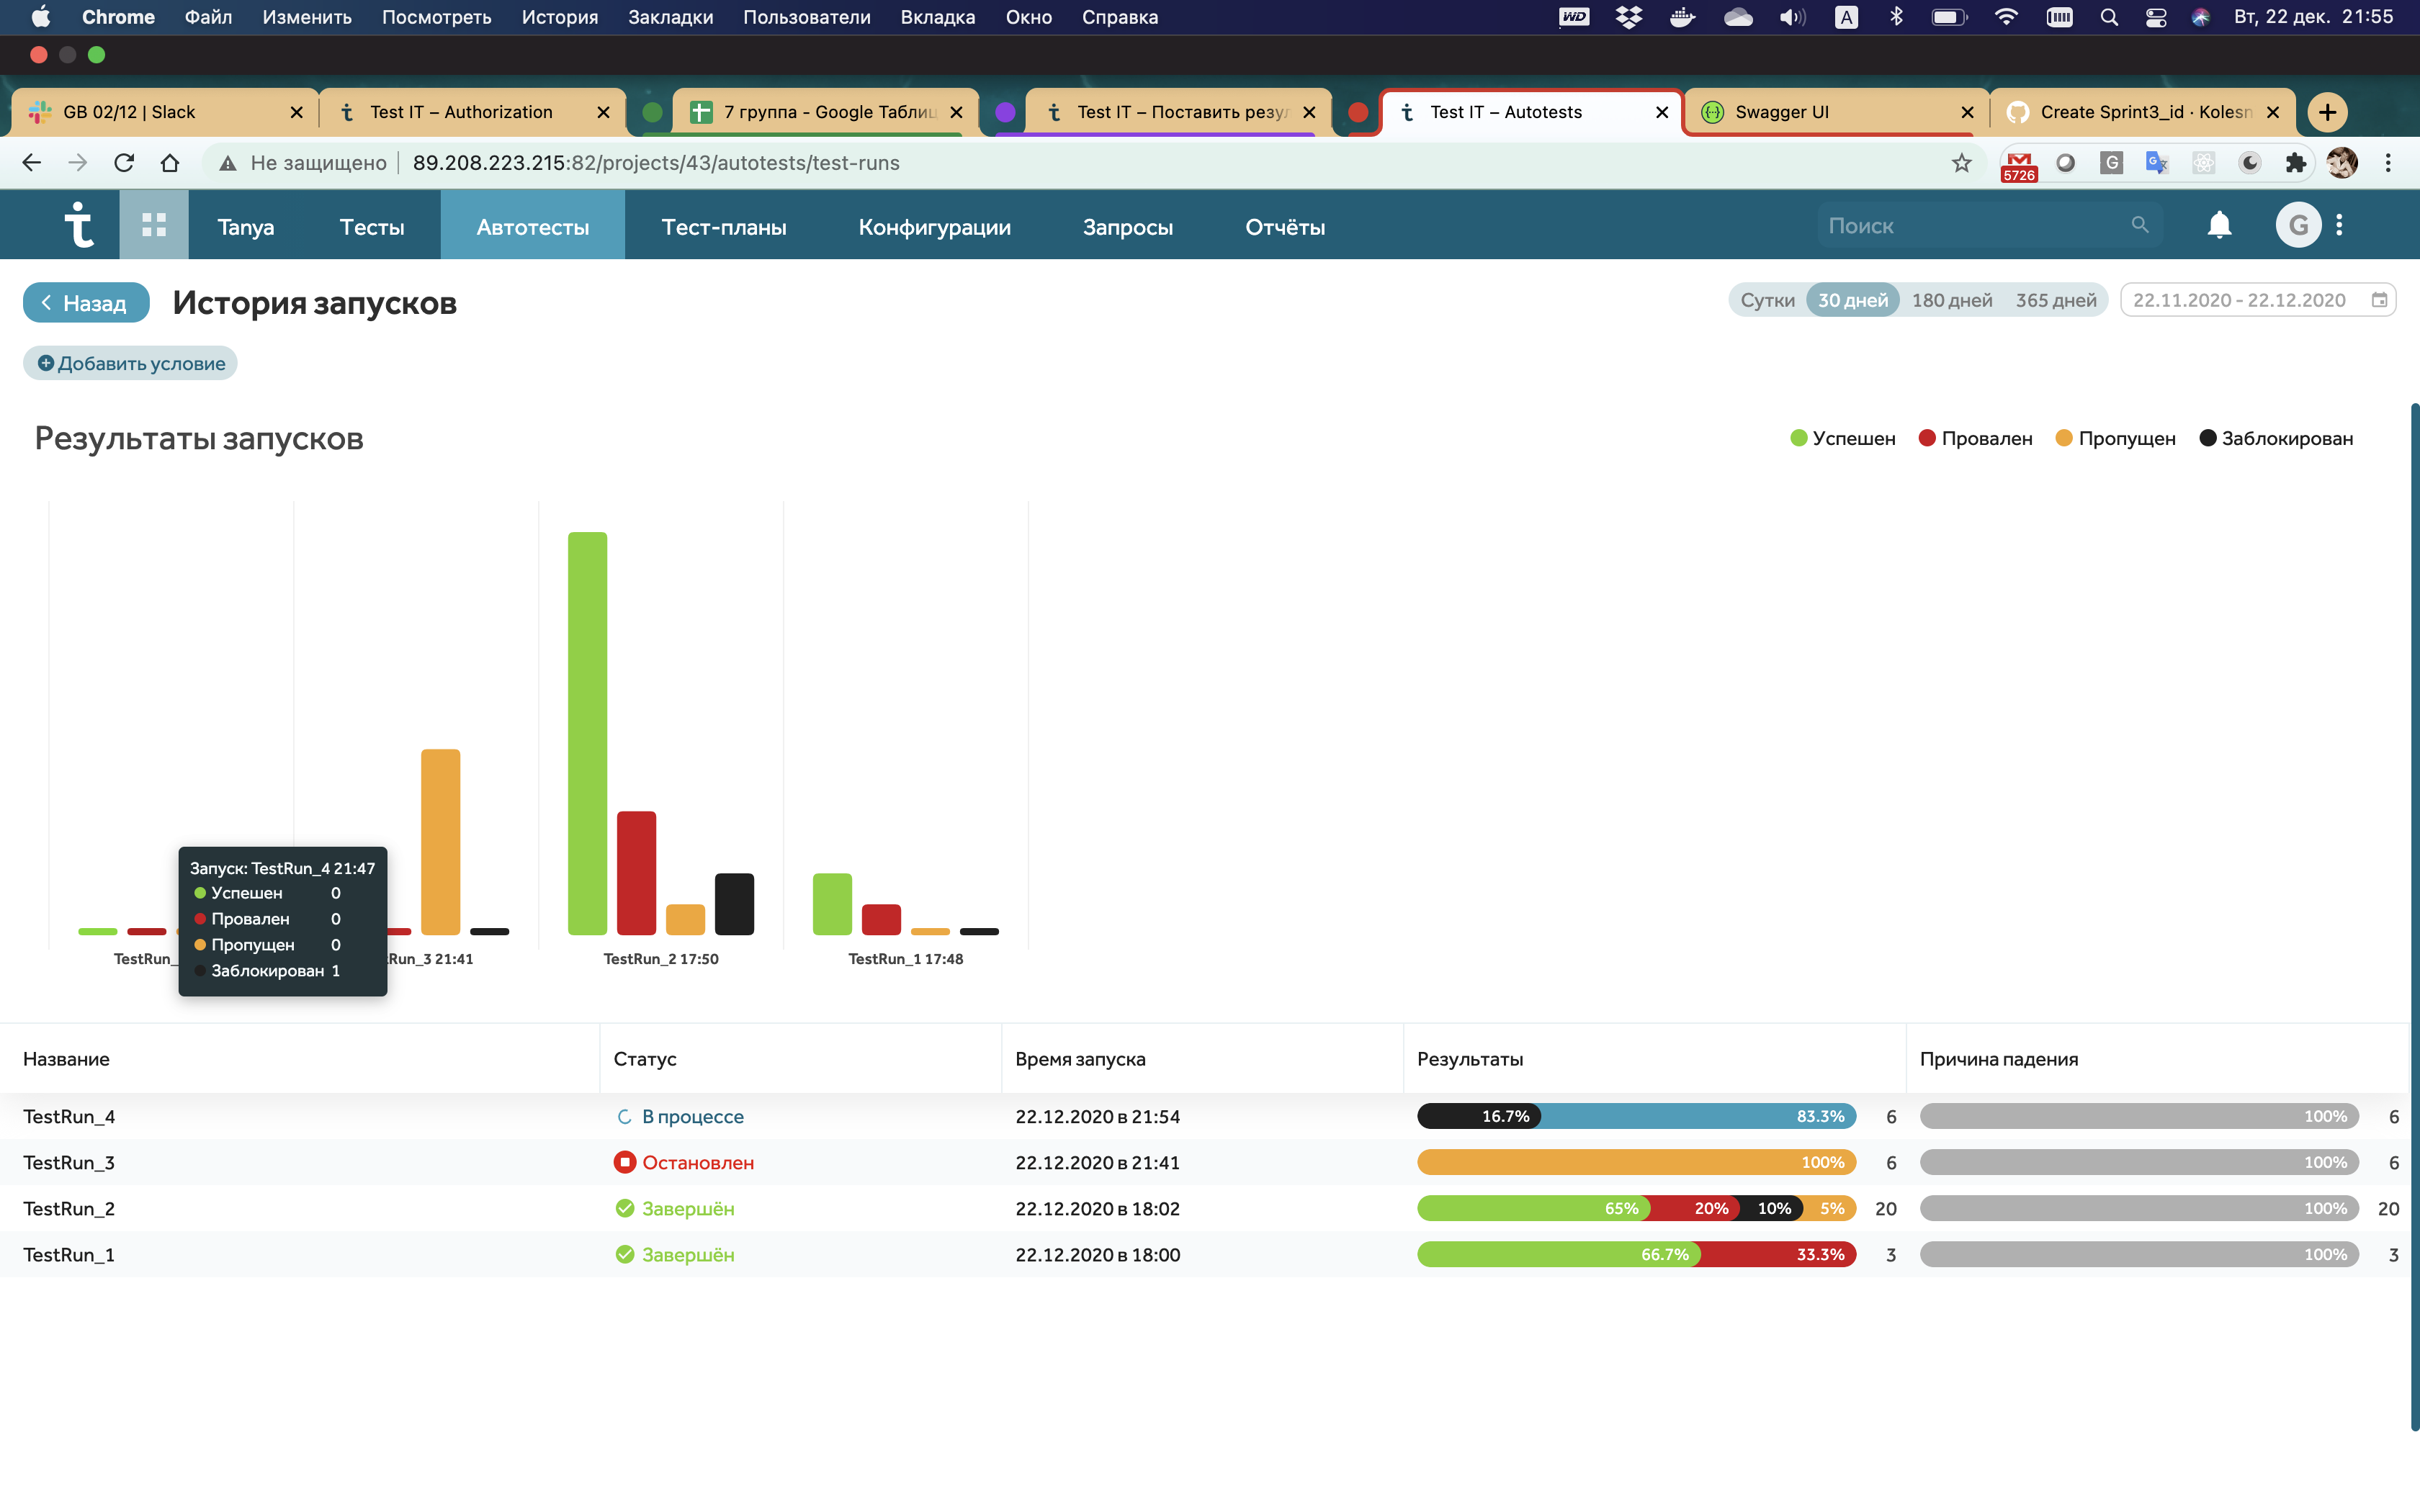 Chrome Файл Изменить Посмотреть История Закладки Пользователи Вкладка Окно Справка WD A Вт, 22 дек. 21:55
GB 02/12 | Slack Test IT – Authorization 7 группа - Google Таблиц Test IT – Поставить резул Test IT – Autotests Swagger UI Create Sprint3_id · Kolesn
Не защищено 89.208.223.215:82/projects/43/autotests/test-runs 5726 G
Tanya Тесты Автотесты Тест-планы Конфигурации Запросы Отчёты Поиск G
Назад История запусков Сутки 30 дней 180 дней 365 дней 22.11.2020 - 22.12.2020
Добавить условие
Результаты запусков Успешен Провален Пропущен Заблокирован
Запуск: TestRun_4 21:47
Успешен 0
Провален 0
Пропущен 0
Заблокирован 1
TestRun_ Run_3 21:41 TestRun_2 17:50 TestRun_1 17:48
Название Статус Время запуска Результаты Причина падения
TestRun_4 В процессе 22.12.2020 в 21:54 16.7% 83.3% 6 100% 6
TestRun_3 Остановлен 22.12.2020 в 21:41 100% 6 100% 6
TestRun_2 Завершён 22.12.2020 в 18:02 65% 20% 10% 5% 20 100% 20
TestRun_1 Завершён 22.12.2020 в 18:00 66.7% 33.3% 3 100% 3